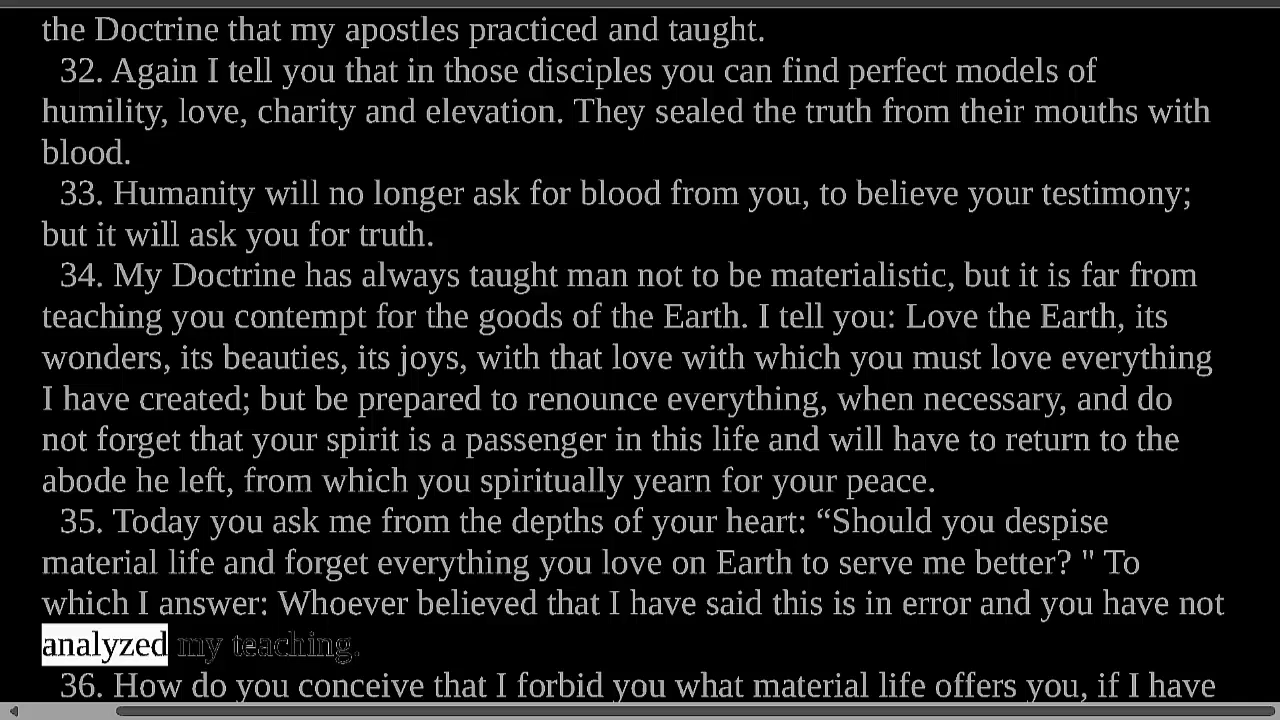 the Doctrine that my apostles practiced and taught.
32. Again I tell you that in those disciples you can find perfect models of
humility, love, charity and elevation. They sealed the truth from their mouths with
blood.
33. Humanity will no longer ask for blood from you, to believe your testimony;
but it will ask you for truth.
34. My Doctrine has always taught man not to be materialistic, but it is far from
teaching you contempt for the goods of the Earth. I tell you: Love the Earth, its
wonders, its beauties, its joys, with that love with which you must love everything
I have created; but be prepared to renounce everything, when necessary, and do
not forget that your spirit is a passenger in this life and will have to return to the
abode he left, from which you spiritually yearn for your peace.
35. Today you ask me from the depths of your heart: “Should you despise
material life and forget everything you love on Earth to serve me better? " To
which I answer: Whoever believed that I have said this is in error and you have not
analyzed my teaching.
36. How do you conceive that I forbid you what material life offers you, if I have